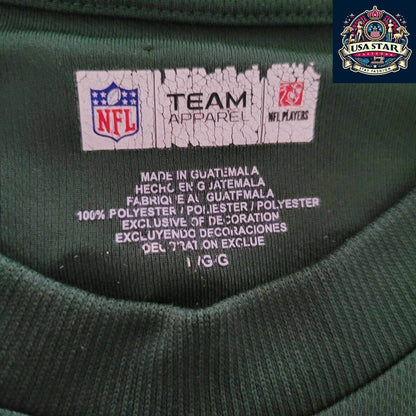 USA STAR
NFL
TEAM
APPAREL
NFL PLAYERS
MADE IN GUATEMALA
HECHO EN GUATEMALA
FABRIQUE AU GUATEMALA
100% POLYESTER / POLIESTER / POLYESTER
EXCLUSIVE OF DECORATION
EXCLUYENDO DECORACIONES
DECORATION EXCLUE
L/G/G